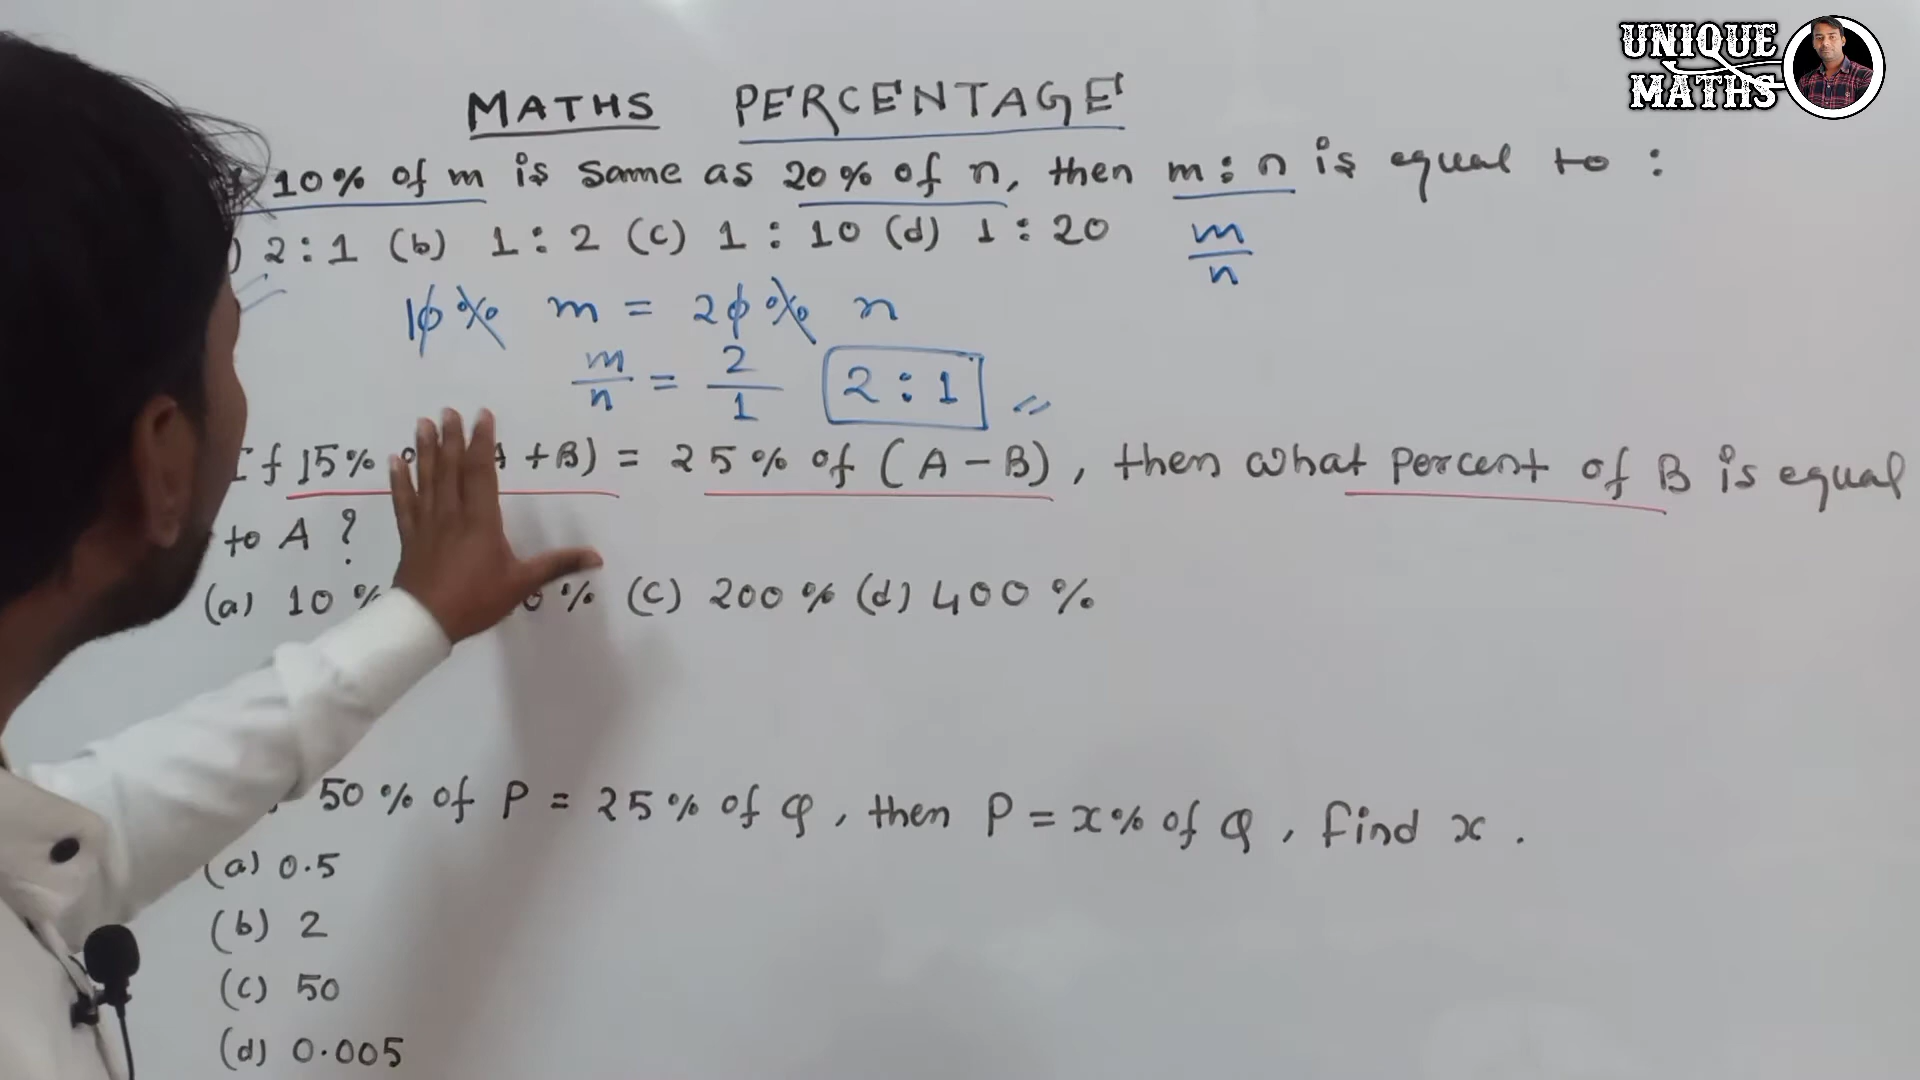 UNIQUE
MATHS
MATHS PERCENTAGE
10% of m is same as 20% of n, then m : n is equal to :
) 2 : 1 (b) 1 : 2 (c) 1 : 10 (d) 1 : 20
m
n
10% m = 20% n
m/n = 2/1 2 : 1
If 15% +B) = 25% of (A - B), then what percent of B is equal
to A ?
(a) 10 % 0% (c) 200 % (d) 400 %
50 % of P = 25% of Q, then P = x% of Q, find x .
(a) 0.5
(b) 2
(c) 50
(d) 0.005